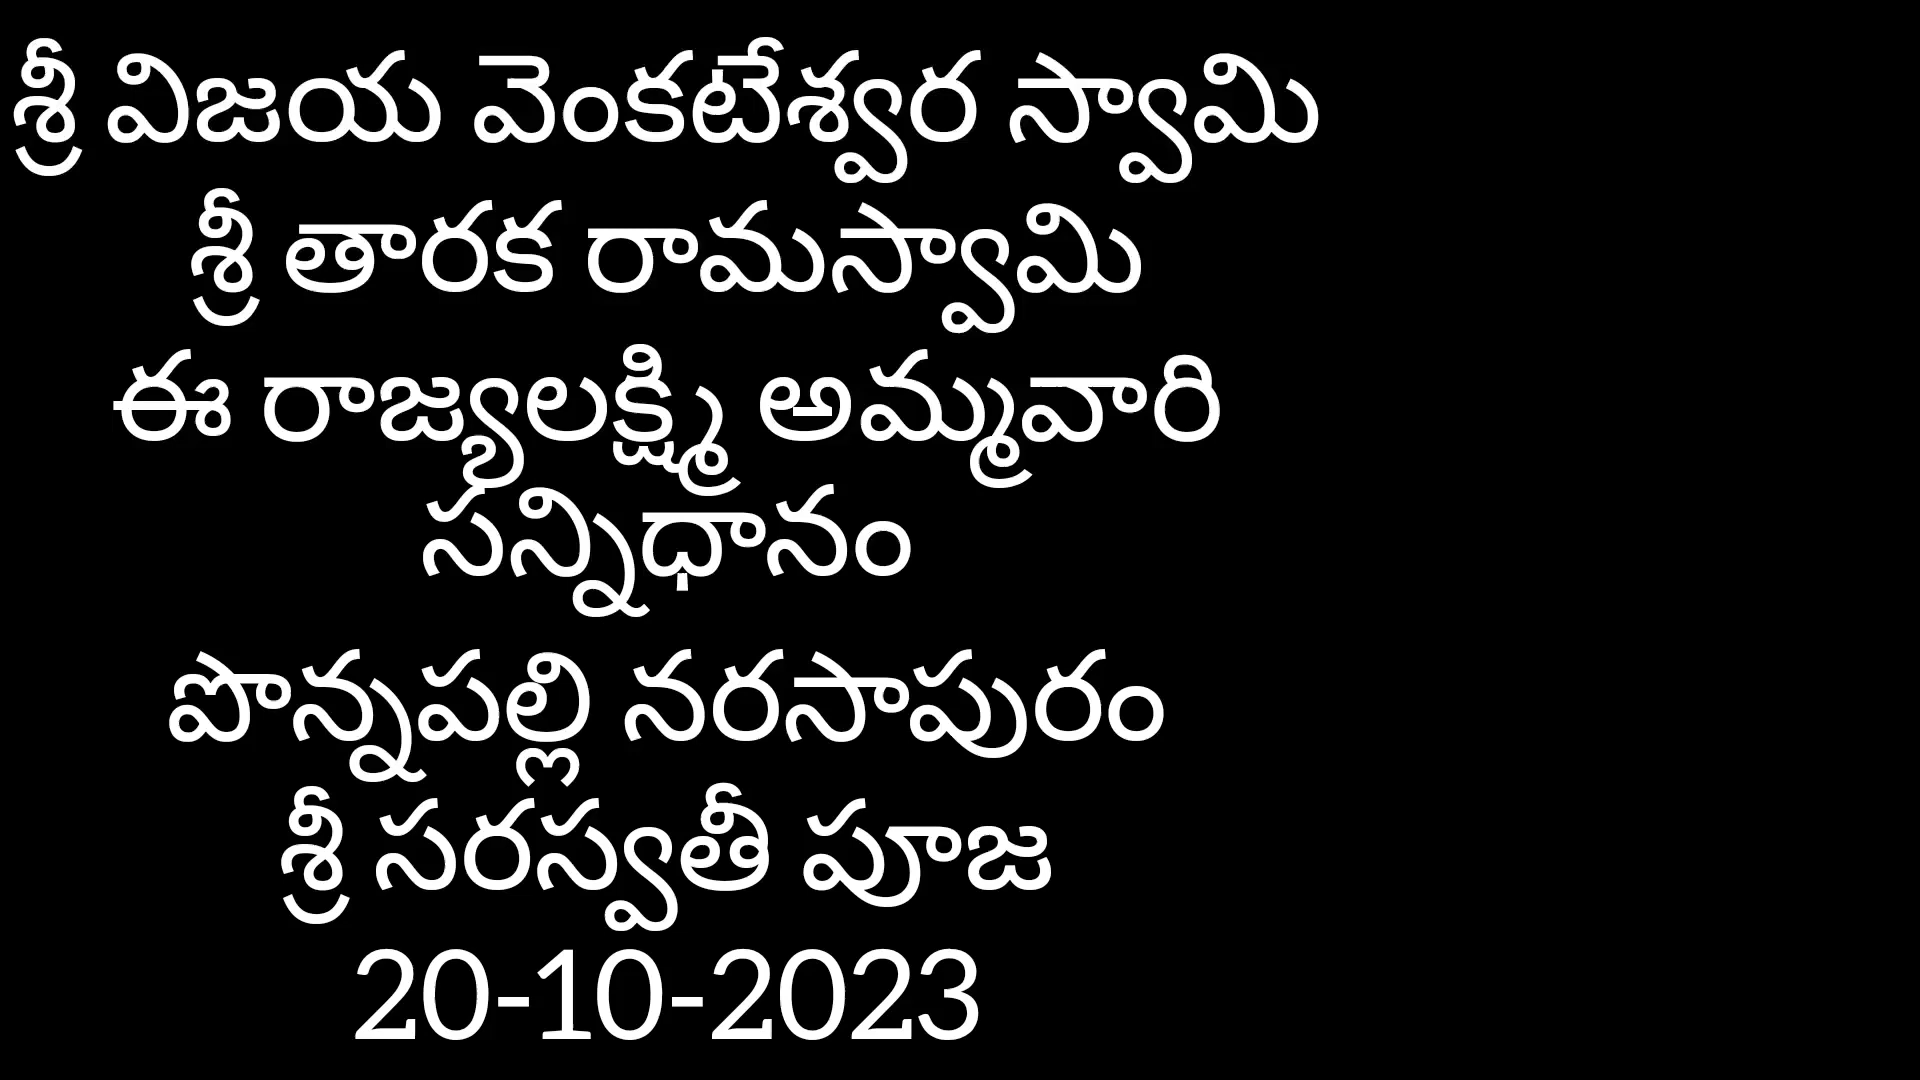 శ్రీ విజయ వెంకటేశ్వర స్వామి
శ్రీ తారక రామస్వామి
ఈ రాజ్యలక్ష్మి అమ్మవారి
సన్నిధానం
పొన్నపల్లి నరసాపురం
శ్రీ సరస్వతీ పూజ
20-10-2023